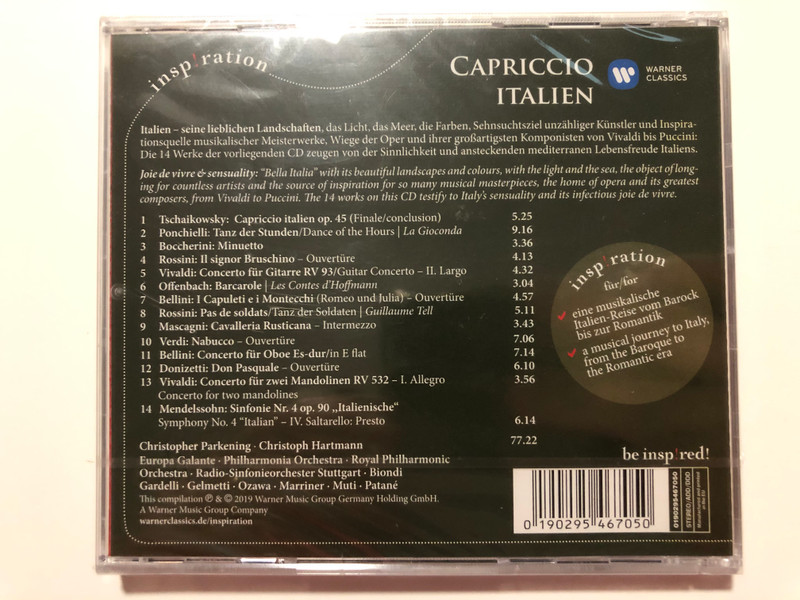 insp!ration
CAPRICCIO
ITALIEN
WARNER
CLASSICS
Italien – seine lieblichen Landschaften, das Licht, das Meer, die Farben, Sehnsuchtsziel unzähliger Künstler und Inspira-
tionsquelle musikalischer Meisterwerke, Wiege der Oper und ihrer großartigsten Komponisten von Vivaldi bis Puccini:
Die 14 Werke der vorliegenden CD zeugen von der Sinnlichkeit und ansteckenden mediterranen Lebensfreude Italiens.
Joie de vivre & sensuality: “Bella Italia” with its beautiful landscapes and colours, with the light and the sea, the object of long-
ing for countless artists and the source of inspiration for so many musical masterpieces, the home of opera and its greatest
composers, from Vivaldi to Puccini. The 14 works on this CD testify to Italy’s sensuality and its infectious joie de vivre.
1 Tschaikowsky: Capriccio italien op. 45 (Finale/conclusion) 5.25
2 Ponchielli: Tanz der Stunden/Dance of the Hours | La Gioconda 9.16
3 Boccherini: Minuetto 3.36
4 Rossini: Il signor Bruschino – Ouvertüre 4.13
5 Vivaldi: Concerto für Gitarre RV 93/Guitar Concerto – II. Largo 4.32
6 Offenbach: Barcarole | Les Contes d’Hoffmann 3.04
7 Bellini: I Capuleti e i Montecchi (Romeo und Julia) – Ouvertüre 4.57
8 Rossini: Pas de soldats/Tanz der Soldaten | Guillaume Tell 5.11
9 Mascagni: Cavalleria Rusticana – Intermezzo 3.43
10 Verdi: Nabucco – Ouvertüre 7.06
11 Bellini: Concerto für Oboe Es-dur/in E flat 7.14
12 Donizetti: Don Pasquale – Ouvertüre 6.10
13 Vivaldi: Concerto für zwei Mandolinen RV 532 – I. Allegro 3.56
Concerto for two mandolines
14 Mendelssohn: Sinfonie Nr. 4 op. 90 „Italienische“
Symphony No. 4 “Italian” – IV. Saltarello: Presto 6.14
77.22
insp!ration
für/for
eine musikalische
Italien-Reise vom Barock
bis zur Romantik
a musical journey to Italy,
from the Baroque to
the Romantic era
Christopher Parkening · Christoph Hartmann
Europa Galante · Philharmonia Orchestra · Royal Philharmonic
Orchestra · Radio-Sinfonieorchester Stuttgart · Biondi
Gardelli · Gelmetti · Ozawa · Marriner · Muti · Patané
This compilation ℗ & © 2019 Warner Music Group Germany Holding GmbH.
A Warner Music Group Company
warnerclassics.de/inspiration
be insp!red!
0 190295 467050
0190295467050
STEREO; ADD/DDD